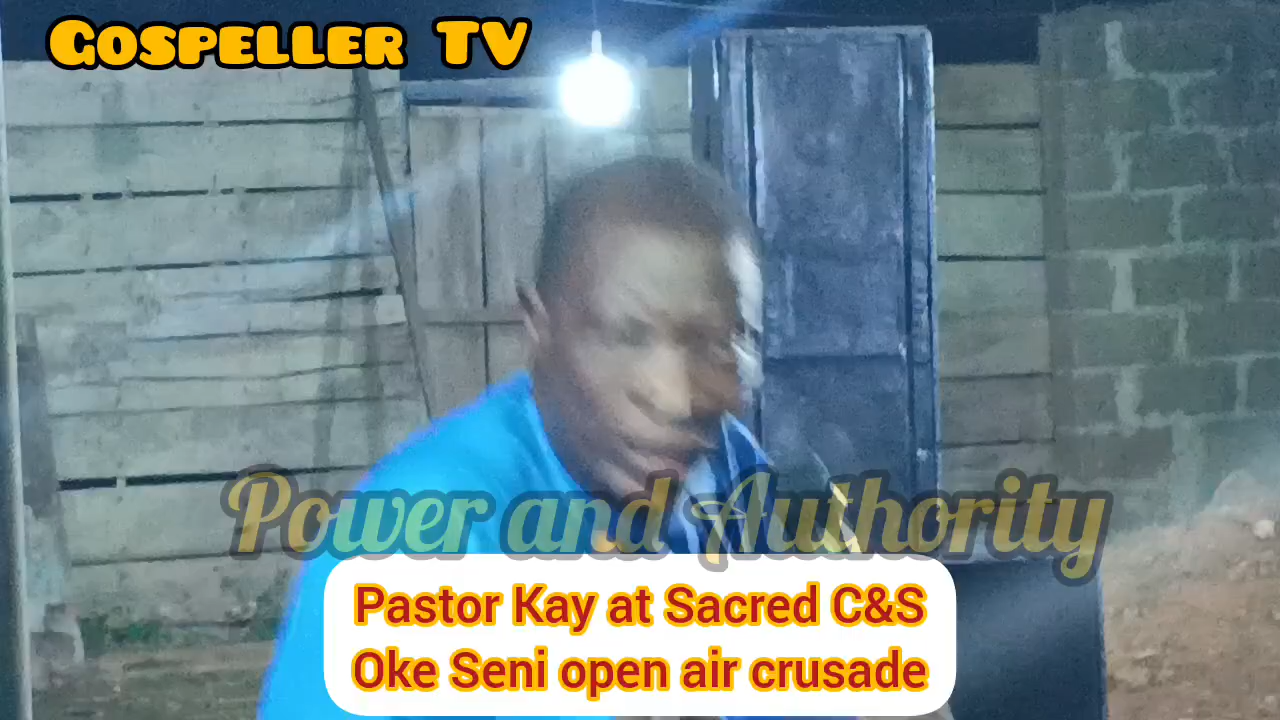 GOSPELLER TV
Power and Authority
Pastor Kay at Sacred C&S
Oke Seni open air crusade